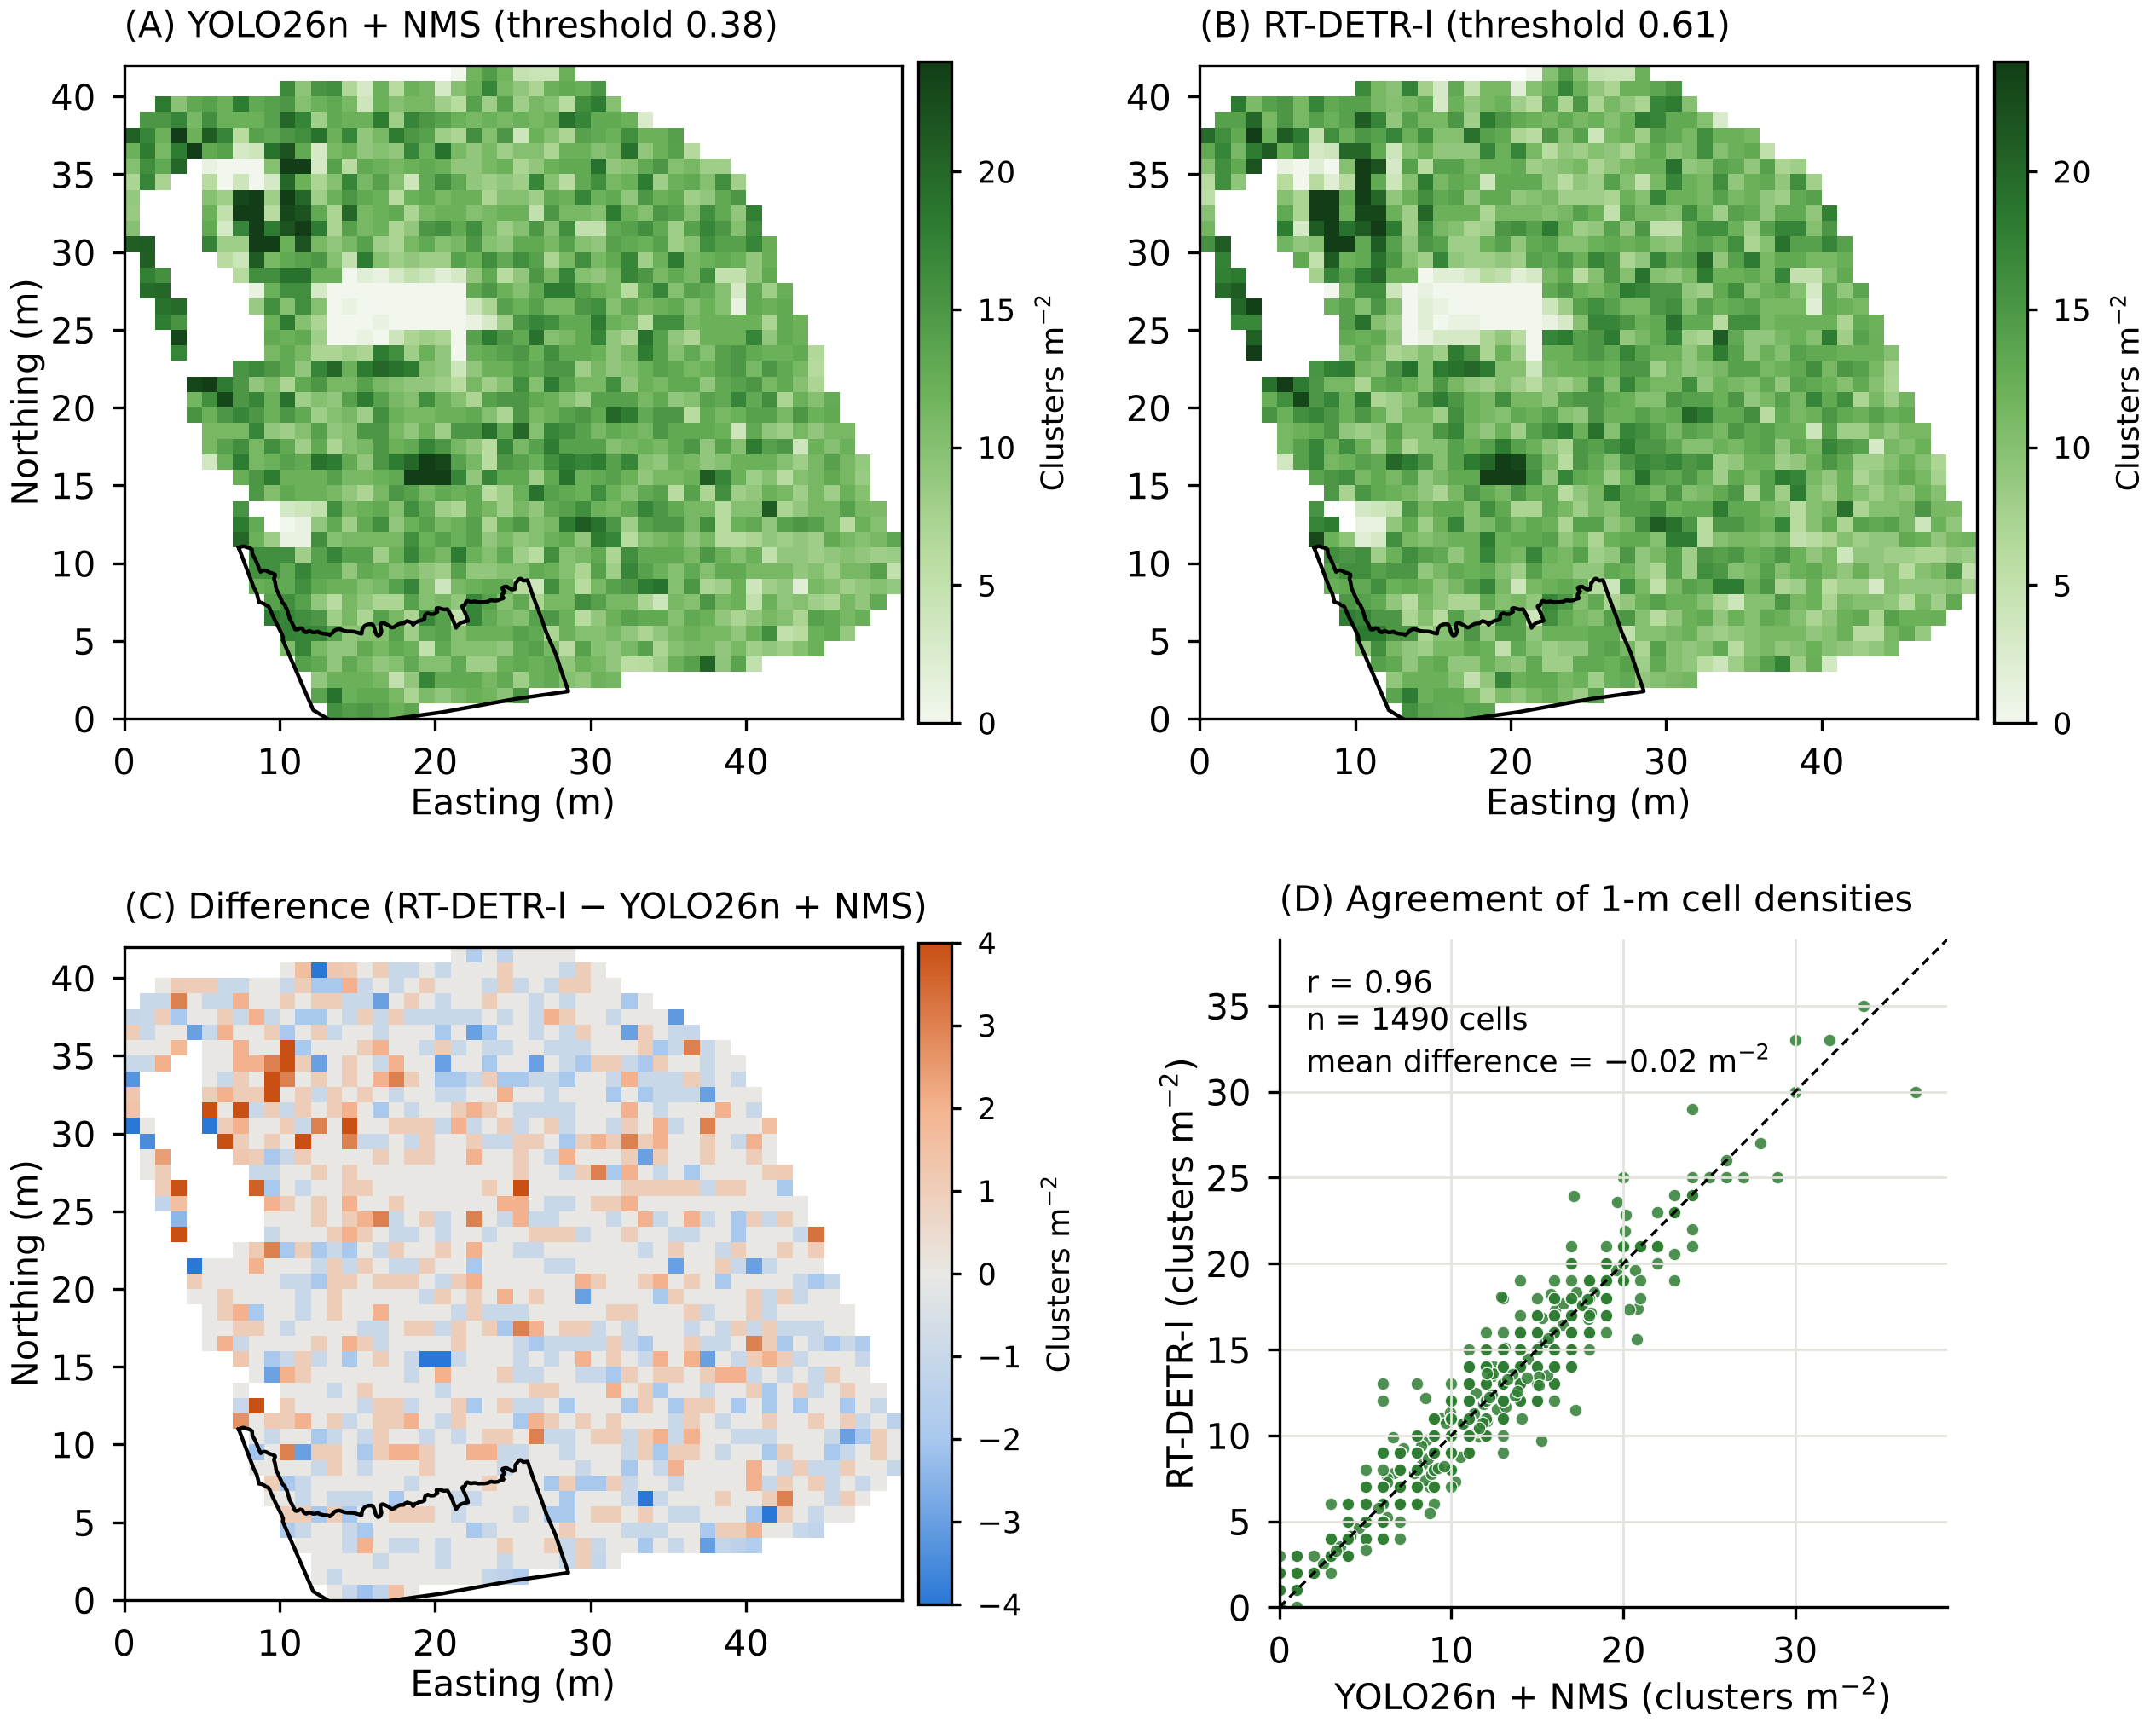 (A) YOLO26n + NMS (threshold 0.38)
40
35
30
25
20
15
10
5
0
Northing (m)
0 10 20 30 40
Easting (m)
20
15
10
5
0
Clusters m⁻²
(B) RT-DETR-l (threshold 0.61)
40
35
30
25
20
15
10
5
0
0 10 20 30 40
Easting (m)
20
15
10
5
0
Clusters m⁻²
(C) Difference (RT-DETR-l − YOLO26n + NMS)
40
35
30
25
20
15
10
5
0
Northing (m)
0 10 20 30 40
Easting (m)
4
3
2
1
0
−1
−2
−3
−4
Clusters m⁻²
(D) Agreement of 1-m cell densities
r = 0.96
n = 1490 cells
mean difference = −0.02 m⁻²
35
30
25
20
15
10
5
0
RT-DETR-l (clusters m⁻²)
0 10 20 30
YOLO26n + NMS (clusters m⁻²)